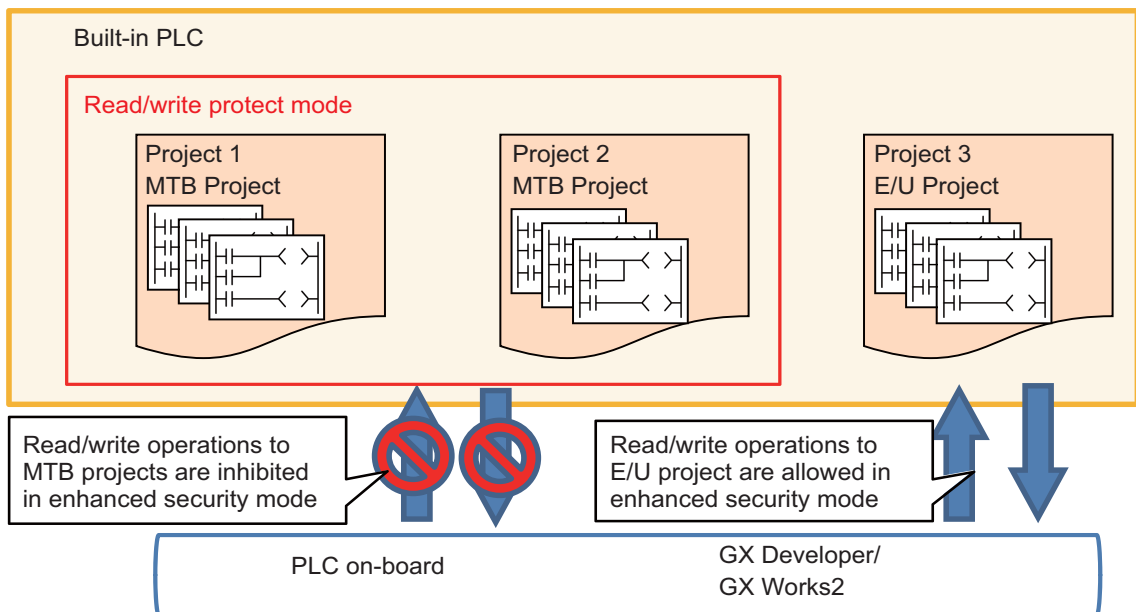 Built-in PLC
Read/write protect mode
Project 1
MTB Project
Project 2
MTB Project
Project 3
E/U Project
Read/write operations to
MTB projects are inhibited
in enhanced security mode
Read/write operations to
E/U project are allowed in
enhanced security mode
PLC on-board
GX Developer/
GX Works2